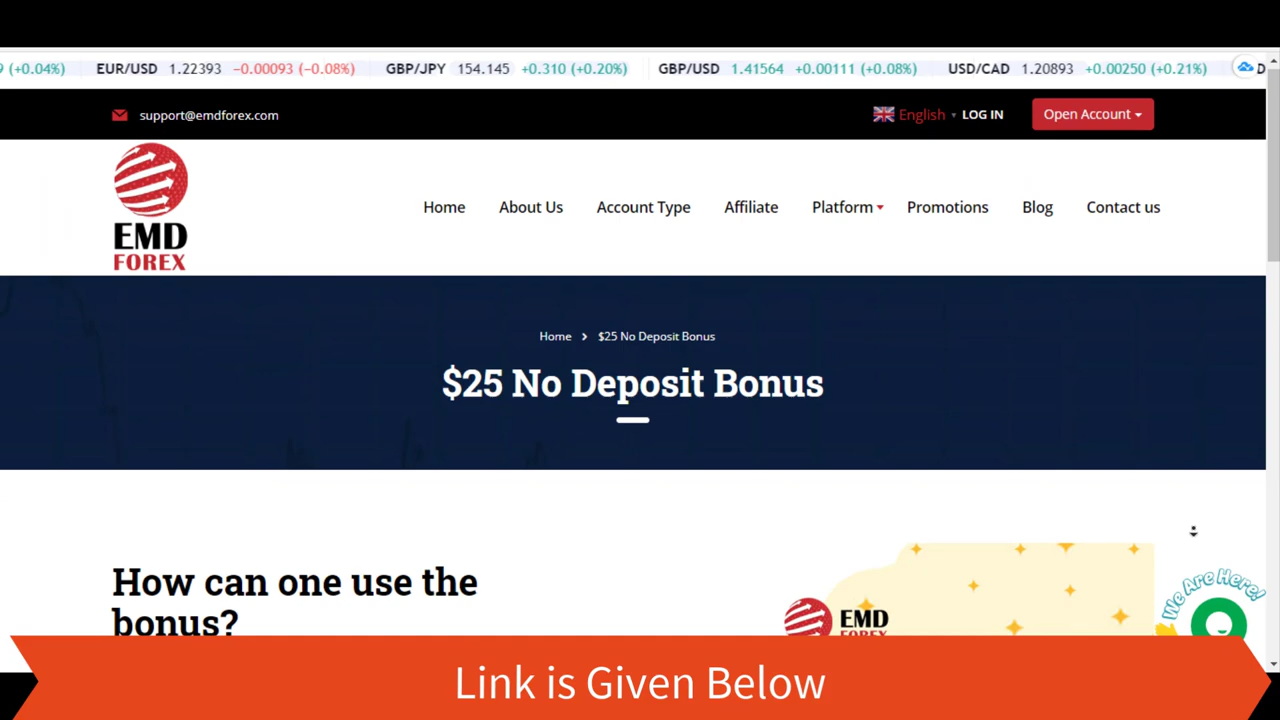 9 (+0.04%) EUR/USD 1.22393 −0.00093 (−0.08%) GBP/JPY 154.145 +0.310 (+0.20%) GBP/USD 1.41564 +0.00111 (+0.08%) USD/CAD 1.20893 +0.00250 (+0.21%) D
support@emdforex.com English LOG IN Open Account
EMD
FOREX
Home About Us Account Type Affiliate Platform Promotions Blog Contact us
Home > $25 No Deposit Bonus
$25 No Deposit Bonus
How can one use the
bonus?
EMD
FOREX
We Are Here!
Link is Given Below